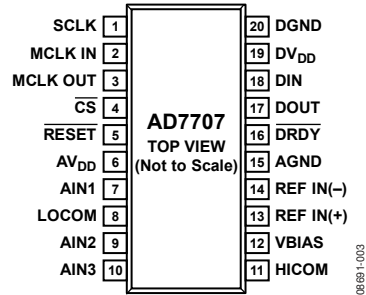 SCLK 1 20 DGND
MCLK IN 2 19 DVDD
MCLK OUT 3 18 DIN
CS 4 17 DOUT
RESET 5 16 DRDY
AVDD 6 15 AGND
AIN1 7 14 REF IN(–)
LOCOM 8 13 REF IN(+)
AIN2 9 12 VBIAS
AIN3 10 11 HICOM
AD7707
TOP VIEW
(Not to Scale)
08691-003